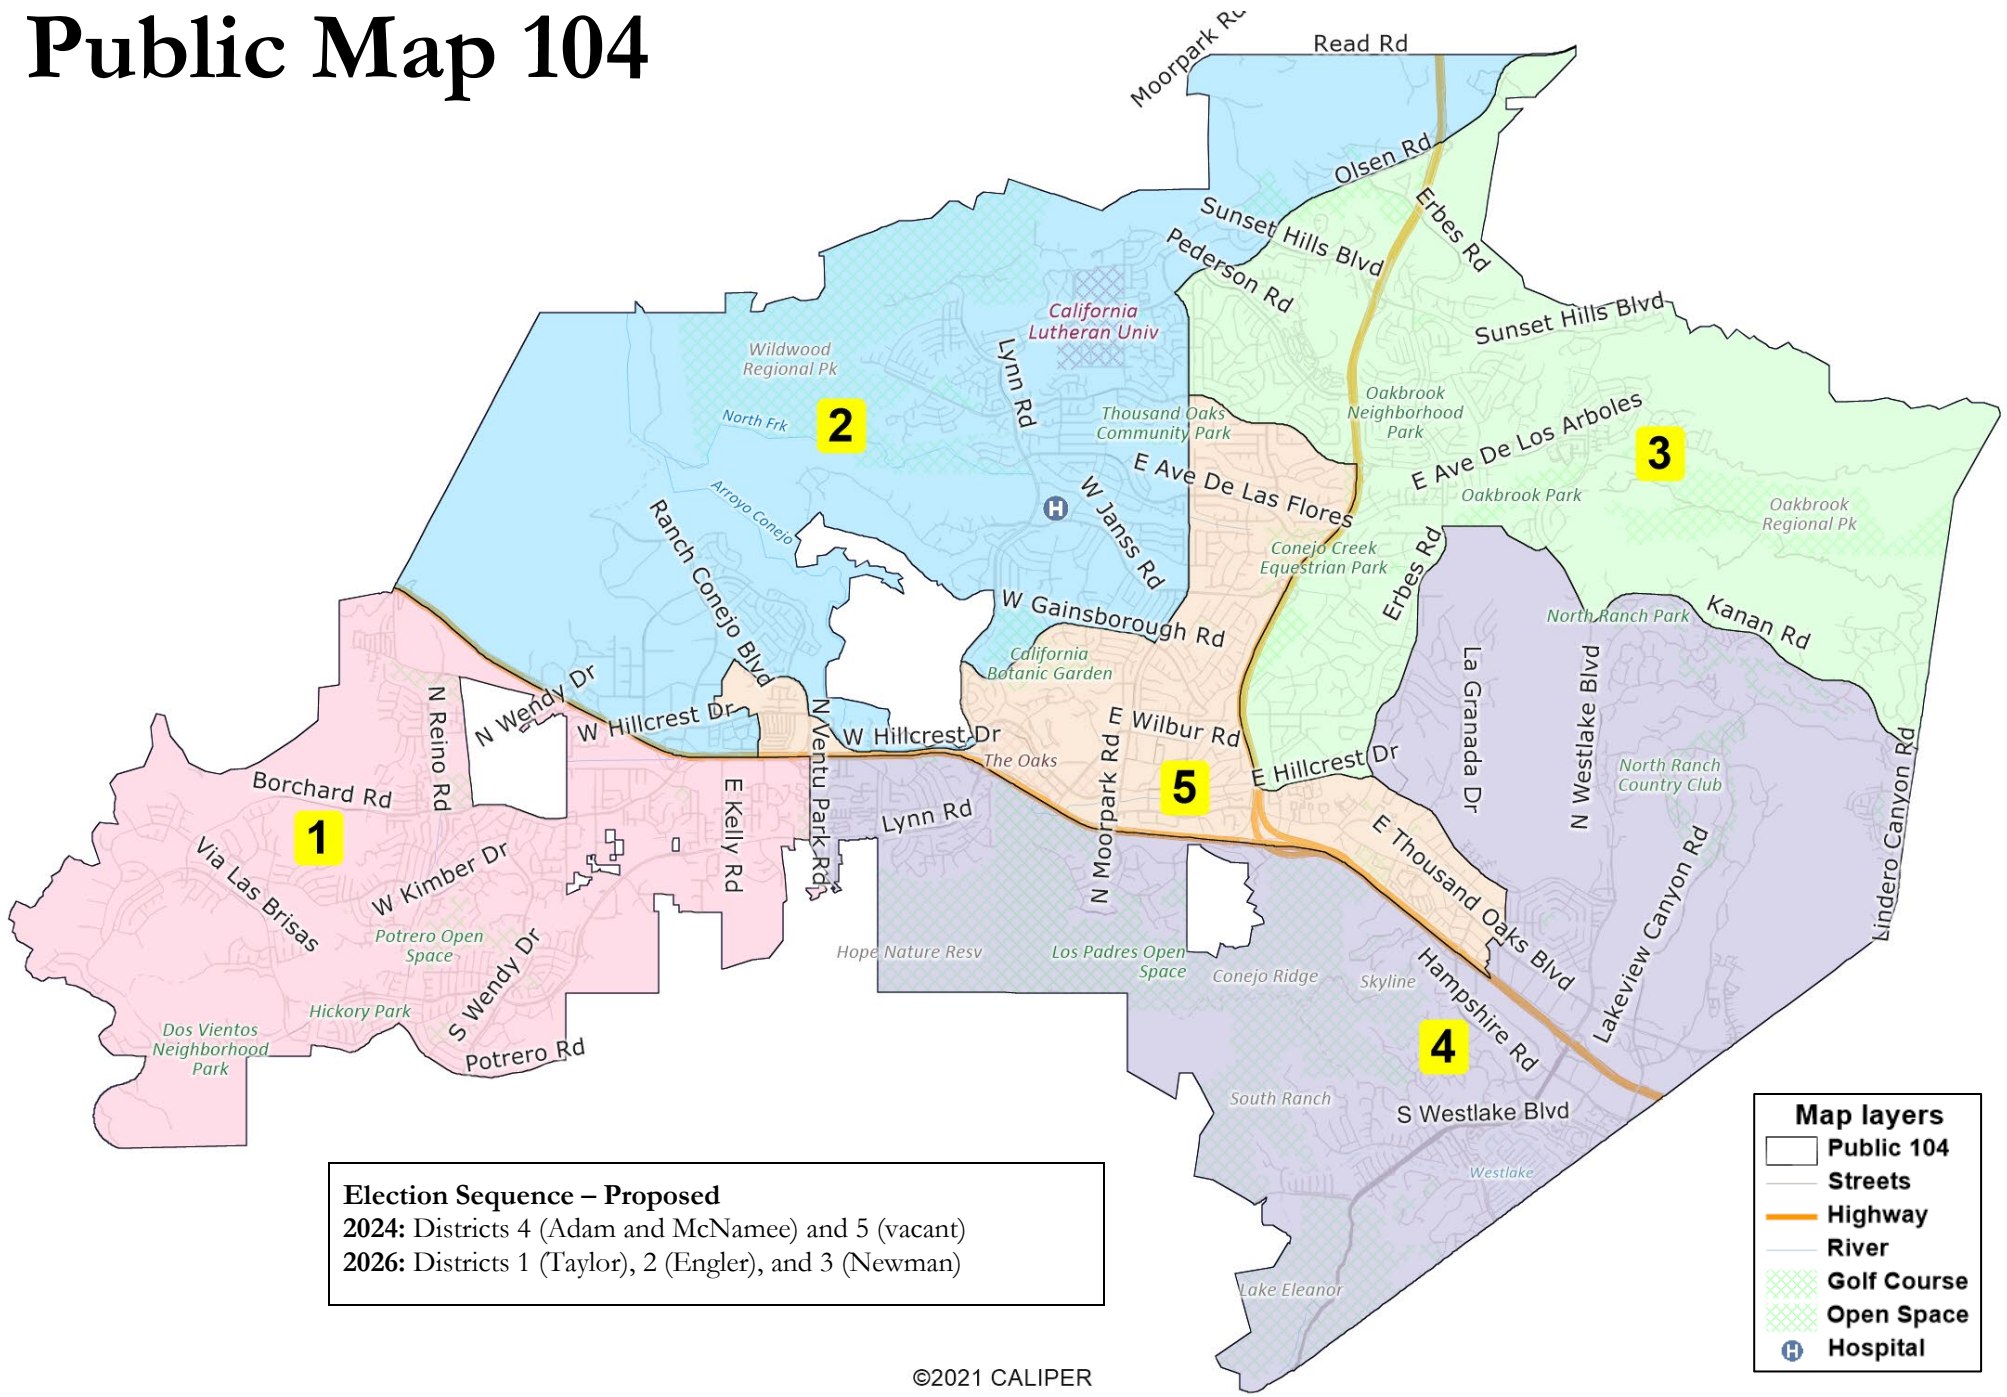 Public Map 104
Moorpark Rd
Read Rd
Olsen Rd
Erbes Rd
Sunset Hills Blvd
Pederson Rd
Sunset Hills Blvd
California
Lutheran Univ
Wildwood
Regional Pk
Lynn Rd
North Frk
2
Thousand Oaks
Community Park
Oakbrook
Neighborhood
Park
E Ave De Los Arboles
3
E Ave De Las Flores
Oakbrook Park
Oakbrook
Regional Pk
Arroyo Conejo
H
W Janss Rd
Ranch Conejo Blvd
Conejo Creek
Equestrian Park
Erbes Rd
W Gainsborough Rd
North Ranch Park
Kanan Rd
California
Botanic Garden
La Granada Dr
N Westlake Blvd
N Reino Rd
N Wendy Dr
W Hillcrest Dr
N Ventu Park Rd
W Hillcrest Dr
E Wilbur Rd
The Oaks
N Moorpark Rd
E Hillcrest Dr
North Ranch
Country Club
Lindero Canyon Rd
Borchard Rd
5
1
E Kelly Rd
Lynn Rd
E Thousand Oaks Blvd
Via Las Brisas
W Kimber Dr
Lakeview Canyon Rd
Potrero Open
Space
S Wendy Dr
Hope Nature Resv
Los Padres Open
Space
Conejo Ridge
Skyline
Hampshire Rd
Hickory Park
Dos Vientos
Neighborhood
Park
Potrero Rd
4
South Ranch
S Westlake Blvd
Westlake
Lake Eleanor
Election Sequence – Proposed
2024: Districts 4 (Adam and McNamee) and 5 (vacant)
2026: Districts 1 (Taylor), 2 (Engler), and 3 (Newman)
Map layers
Public 104
Streets
Highway
River
Golf Course
Open Space
H Hospital
©2021 CALIPER